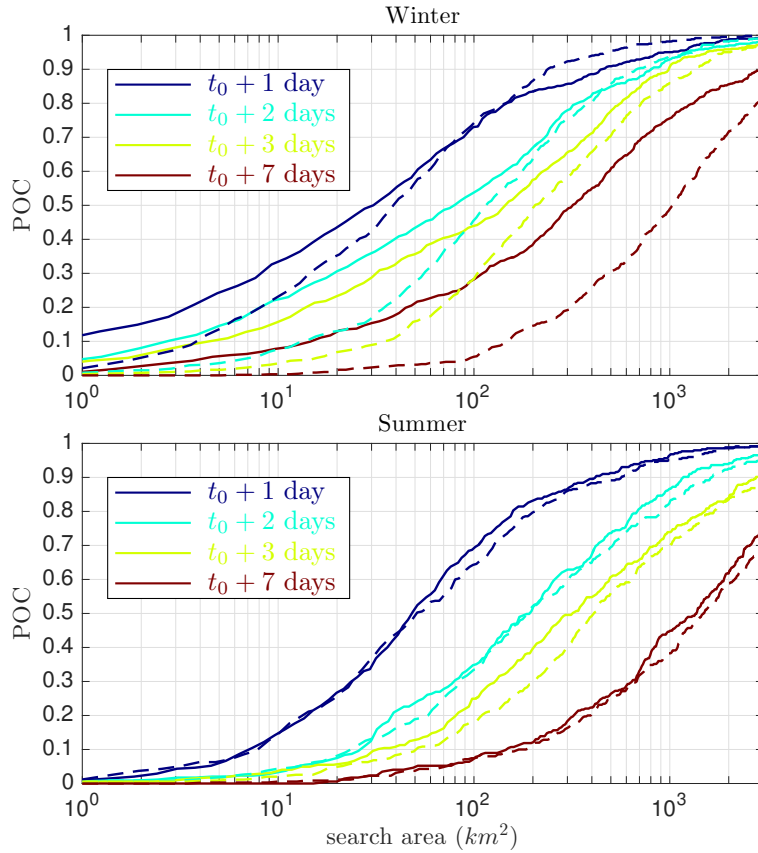 Winter
1
0.9
0.8
0.7
0.6
0.5
0.4
0.3
0.2
0.1
0
POC
t₀ + 1 day
t₀ + 2 days
t₀ + 3 days
t₀ + 7 days
10⁰ 10¹ 10² 10³
Summer
1
0.9
0.8
0.7
0.6
0.5
0.4
0.3
0.2
0.1
0
POC
t₀ + 1 day
t₀ + 2 days
t₀ + 3 days
t₀ + 7 days
10⁰ 10¹ 10² 10³
search area (km²)